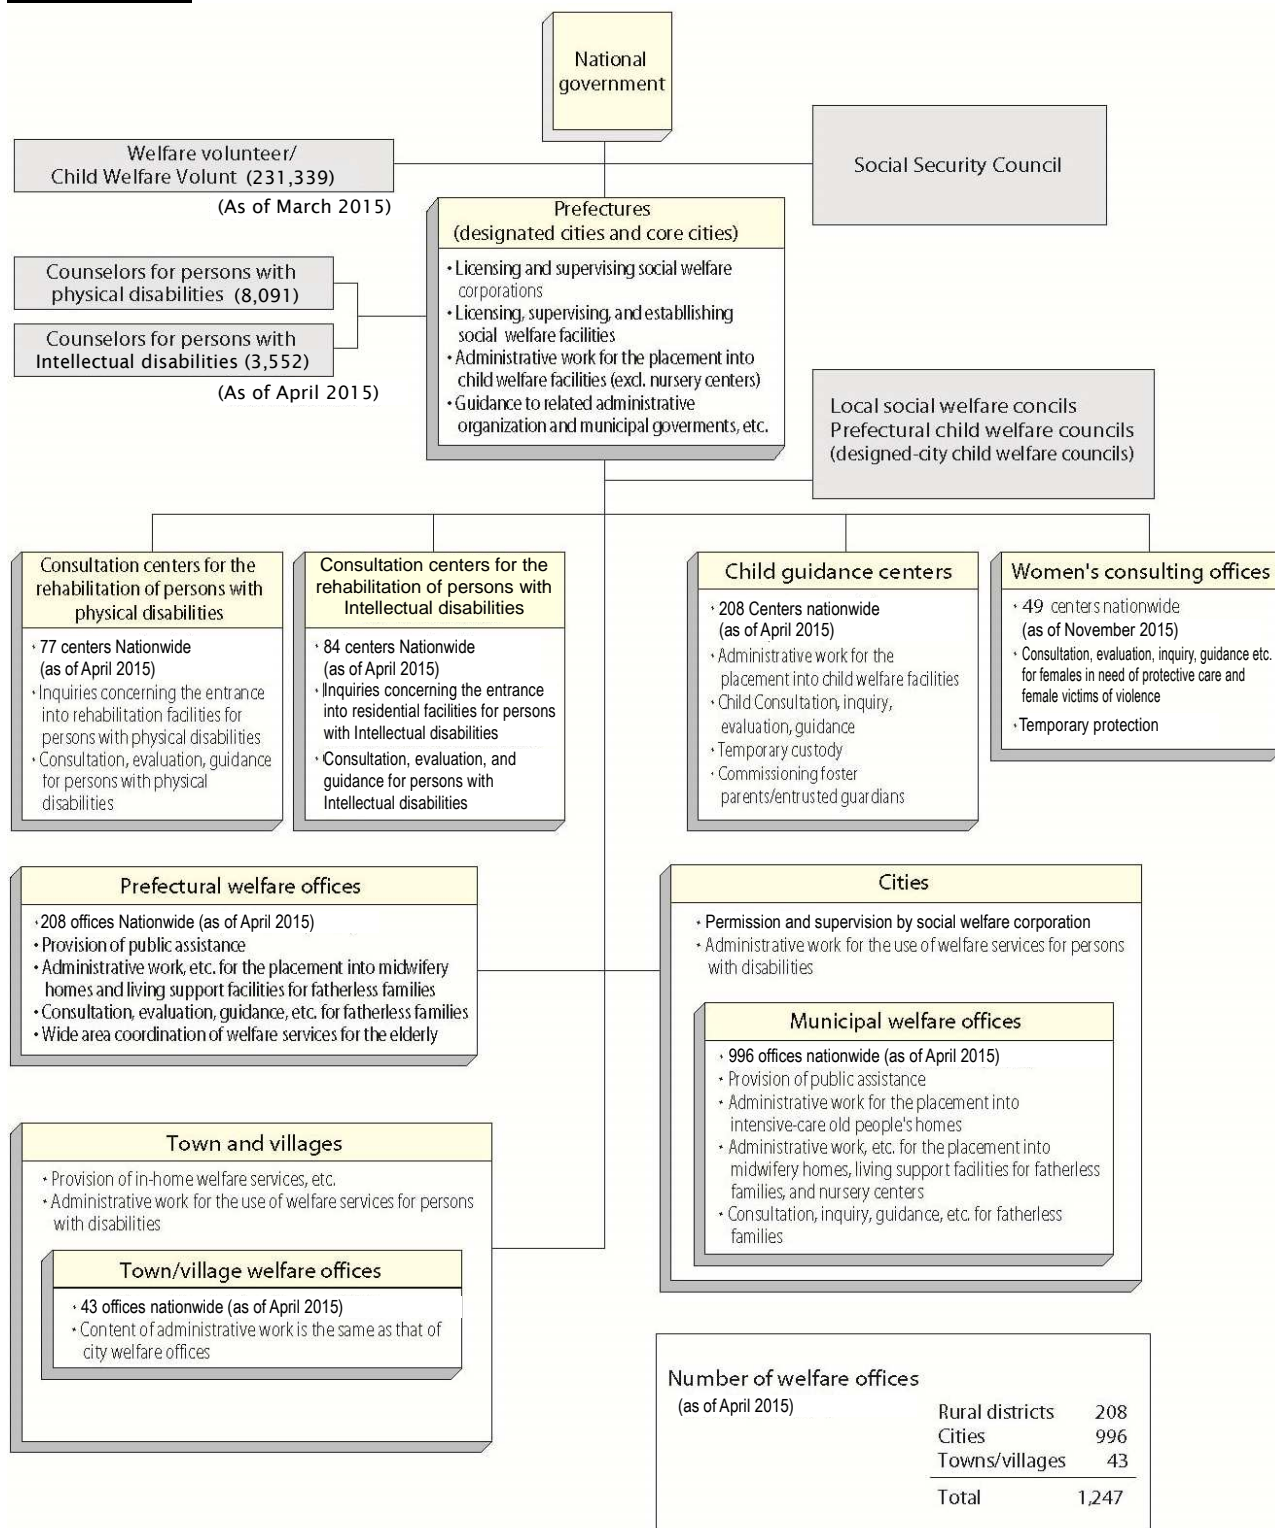 National
government
Welfare volunteer/
Child Welfare Volunt (231,339)
(As of March 2015)
Social Security Council
Prefectures
(designated cities and core cities)
• Licensing and supervising social welfare
corporations
• Licensing, supervising, and establlishing
social welfare facilities
• Administrative work for the placement into
child welfare facilities (excl. nursery centers)
• Guidance to related administrative
organization and municipal goverments, etc.
Counselors for persons with
physical disabilities (8,091)
Counselors for persons with
Intellectual disabilities (3,552)
(As of April 2015)
Local social welfare concils
Prefectural child welfare councils
(designed-city child welfare councils)
Consultation centers for the
rehabilitation of persons with
physical disabilities
• 77 centers Nationwide
(as of April 2015)
• Inquiries concerning the entrance
into rehabilitation facilities for
persons with physical disabilities
• Consultation, evaluation, guidance
for persons with physical
disabilities
Consultation centers for the
rehabilitation of persons with
Intellectual disabilities
• 84 centers Nationwide
(as of April 2015)
• Inquiries concerning the entrance
into residential facilities for persons
with Intellectual disabilities
• Consultation, evaluation, and
guidance for persons with
Intellectual disabilities
Child guidance centers
• 208 Centers nationwide
(as of April 2015)
• Administrative work for the
placement into child welfare facilities
• Child Consultation, inquiry,
evaluation, guidance
• Temporary custody
• Commissioning foster
parents/entrusted guardians
Women's consulting offices
• 49 centers nationwide
(as of November 2015)
• Consultation, evaluation, inquiry, guidance etc.
for females in need of protective care and
female victims of violence
• Temporary protection
Prefectural welfare offices
• 208 offices Nationwide (as of April 2015)
• Provision of public assistance
• Administrative work, etc. for the placement into midwifery
homes and living support facilities for fatherless families
• Consultation, evaluation, guidance, etc. for fatherless families
• Wide area coordination of welfare services for the elderly
Cities
• Permission and supervision by social welfare corporation
• Administrative work for the use of welfare services for persons
with disabilities
Municipal welfare offices
• 996 offices nationwide (as of April 2015)
• Provision of public assistance
• Administrative work for the placement into
intensive-care old people's homes
• Administrative work, etc. for the placement into
midwifery homes, living support facilities for fatherless
families, and nursery centers
• Consultation, inquiry, guidance, etc. for fatherless
families
Town and villages
• Provision of in-home welfare services, etc.
• Administrative work for the use of welfare services for persons
with disabilities
Town/village welfare offices
• 43 offices nationwide (as of April 2015)
• Content of administrative work is the same as that of
city welfare offices
Number of welfare offices
(as of April 2015)
Rural districts 208
Cities 996
Towns/villages 43
Total 1,247